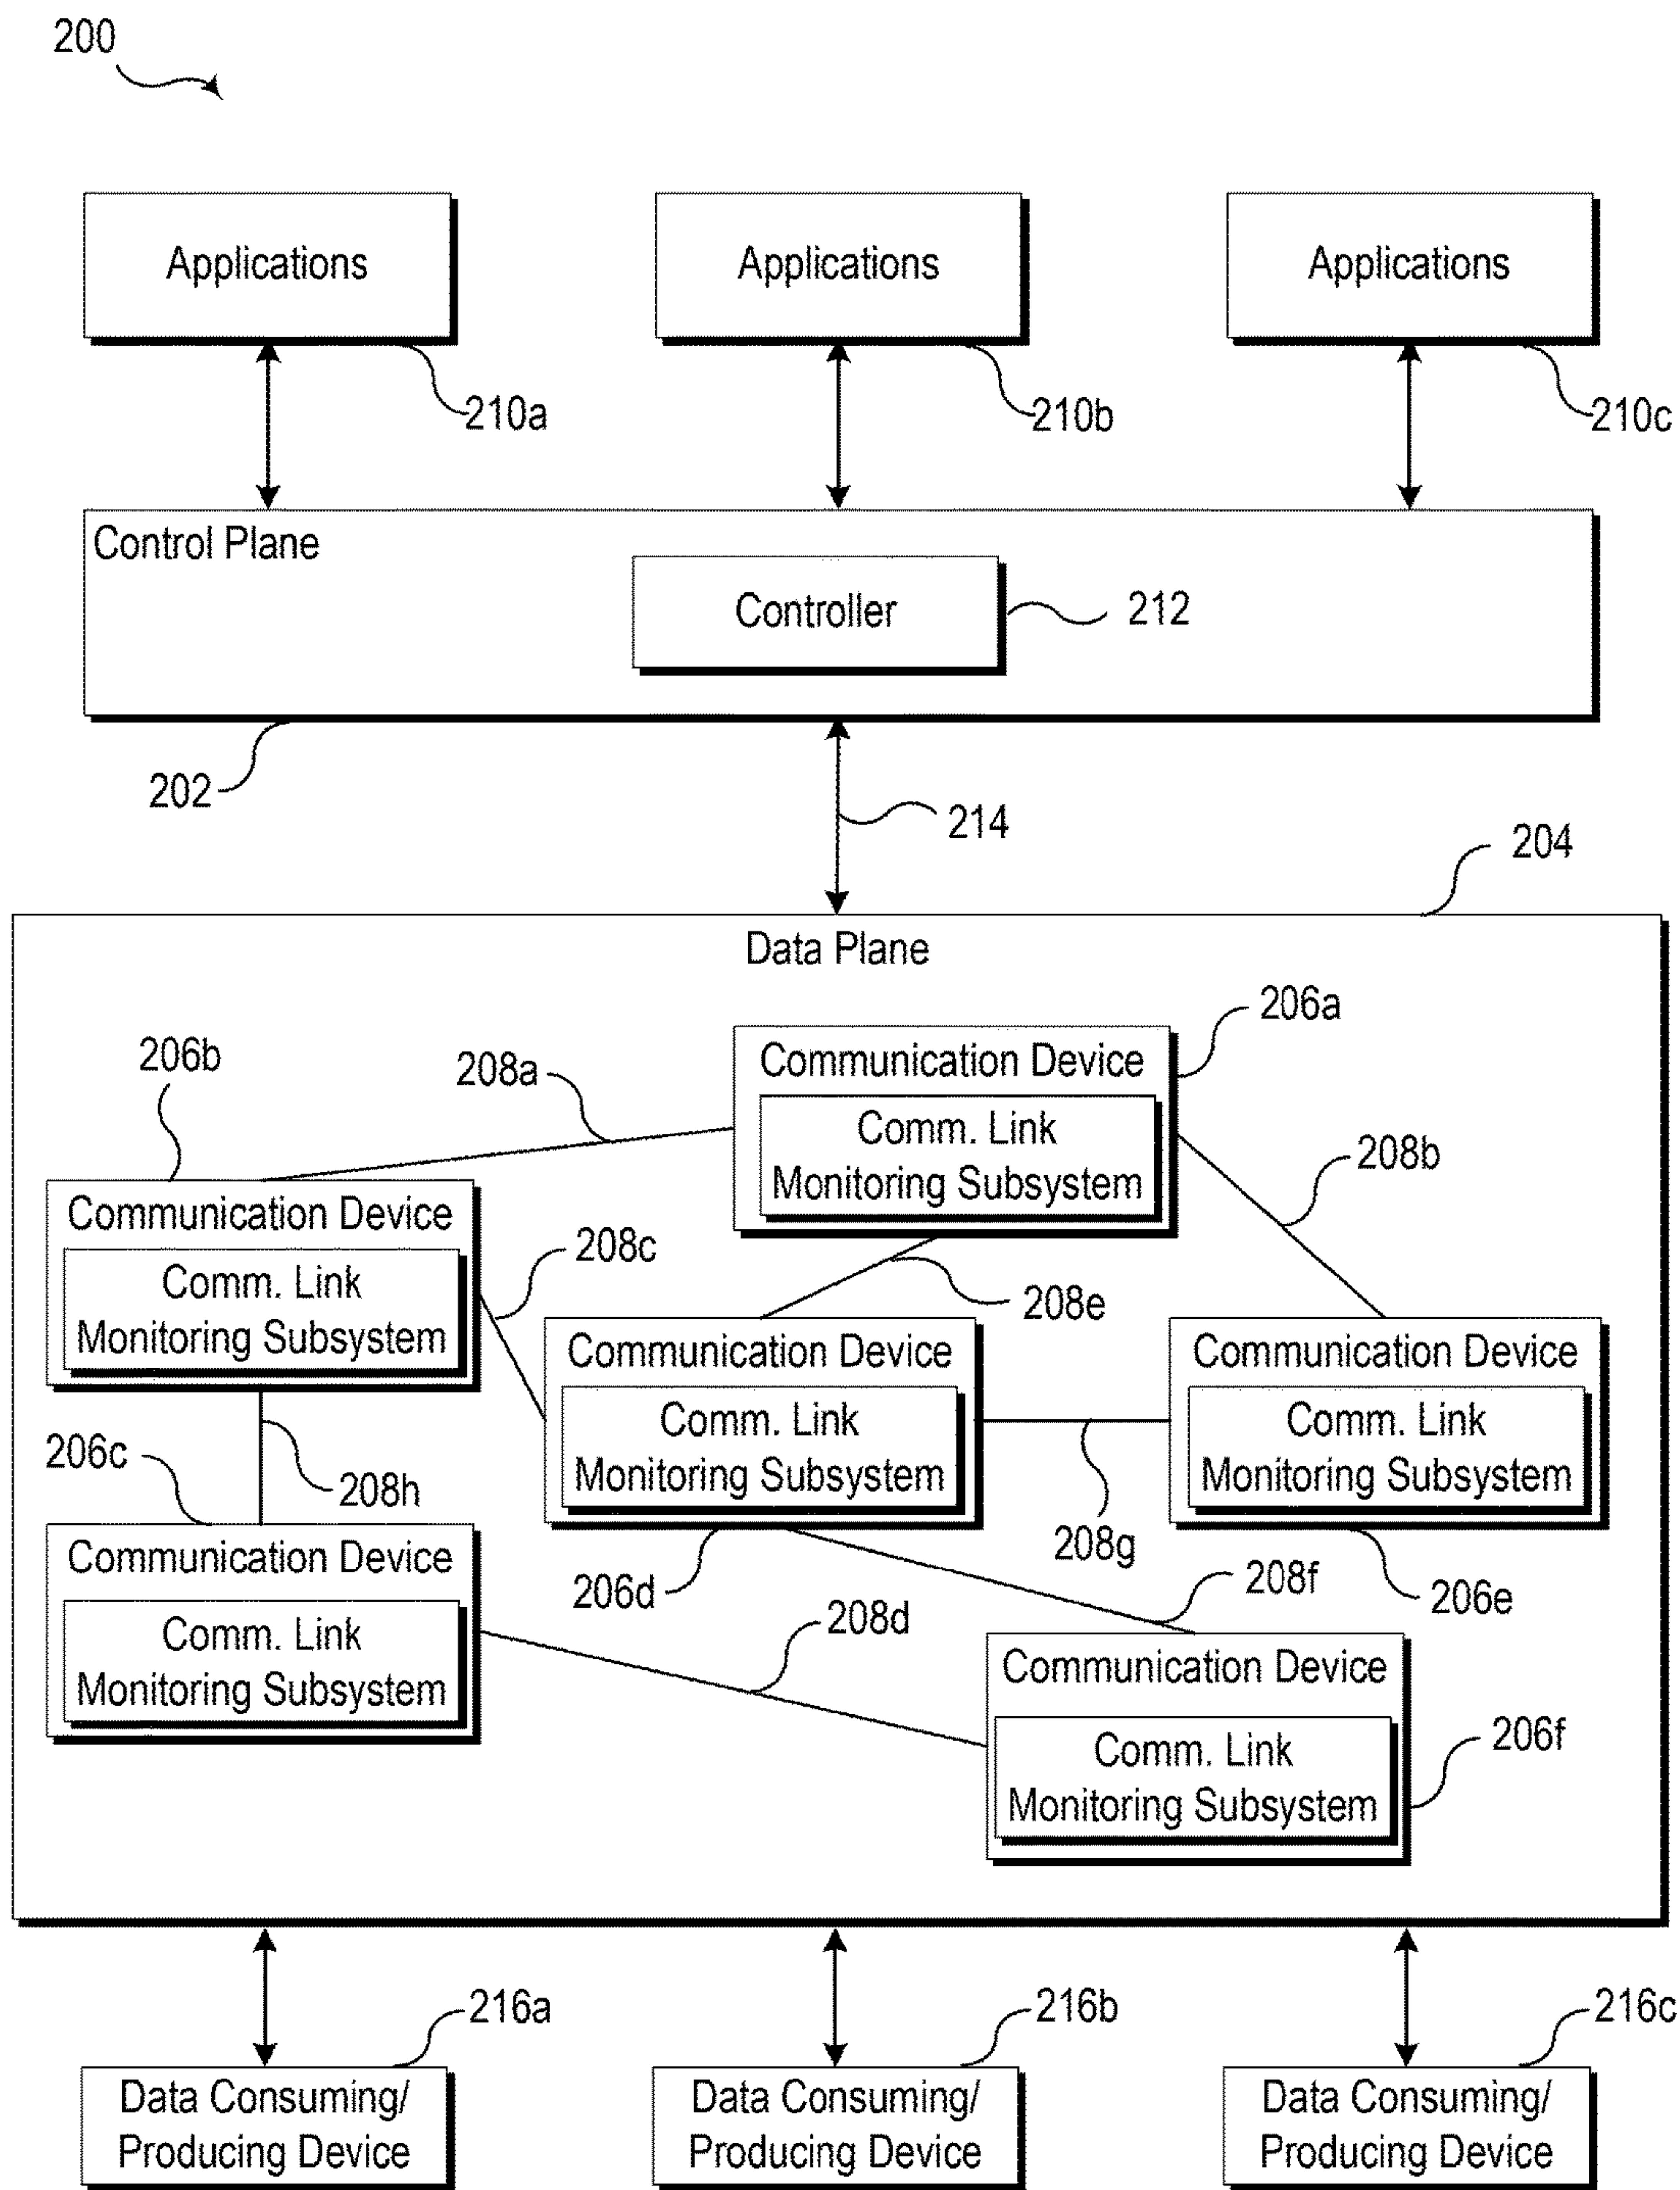 200
Applications
Applications
Applications
210a
210b
210c
Control Plane
Controller
212
202
214
204
Data Plane
206a
206b
208a
Communication Device
Comm. Link
Monitoring Subsystem
208b
Communication Device
Comm. Link
Monitoring Subsystem
208c
208e
Communication Device
Comm. Link
Monitoring Subsystem
Communication Device
Comm. Link
Monitoring Subsystem
206c
208h
208g
206d
208f
206e
Communication Device
Comm. Link
Monitoring Subsystem
208d
Communication Device
Comm. Link
Monitoring Subsystem
206f
216a
216b
216c
Data Consuming/
Producing Device
Data Consuming/
Producing Device
Data Consuming/
Producing Device